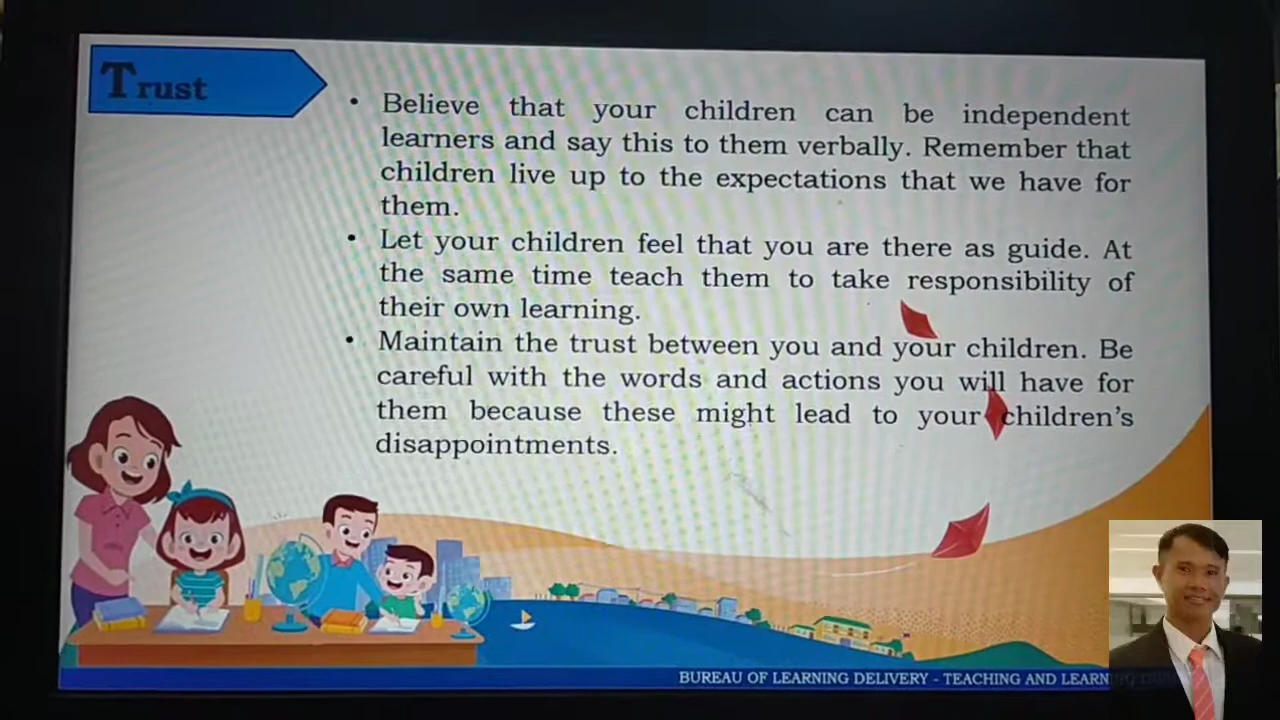 Trust
• Believe that your children can be independent
learners and say this to them verbally. Remember that
children live up to the expectations that we have for
them.
• Let your children feel that you are there as guide. At
the same time teach them to take responsibility of
their own learning.
• Maintain the trust between you and your children. Be
careful with the words and actions you will have for
them because these might lead to your children's
disappointments.
BUREAU OF LEARNING DELIVERY - TEACHING AND LEARNING